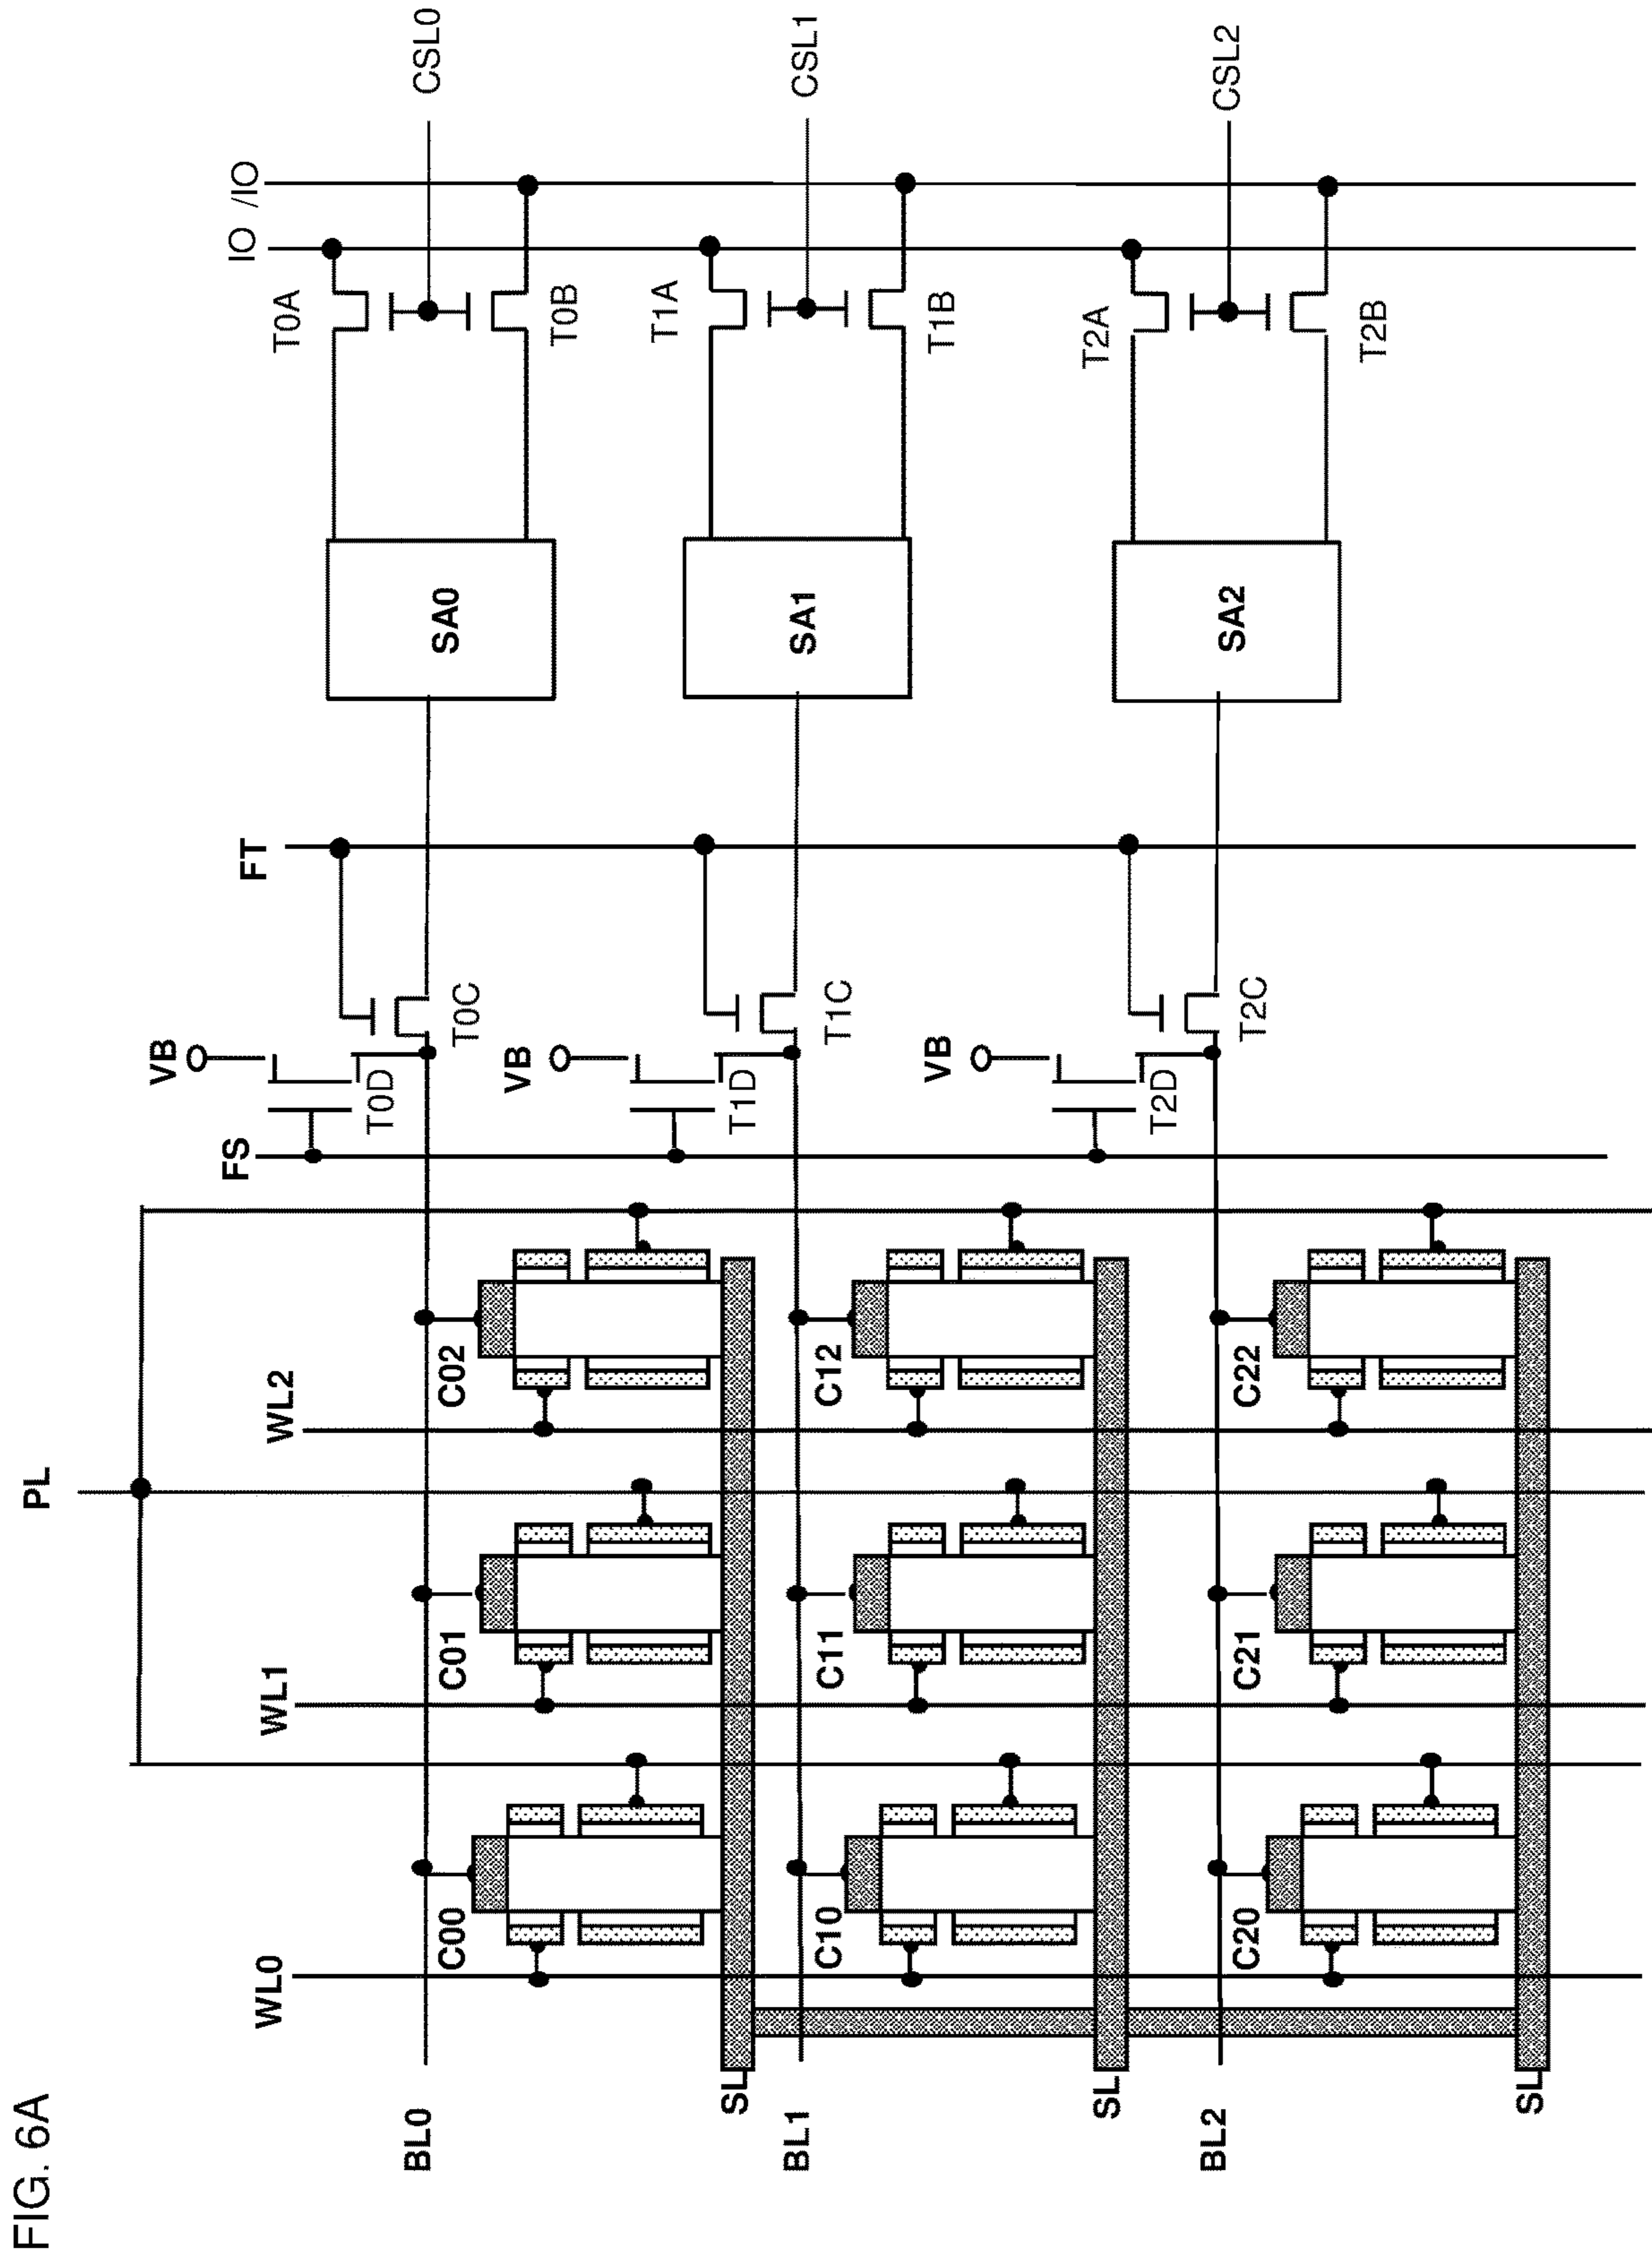 FIG. 6A
PL
WL0
WL1
WL2
FS
FT
IO
/IO
VB
T0D
T0C
SA0
T0A
T0B
CSL0
BL0
C00
C01
C02
SL
VB
T1D
T1C
SA1
T1A
T1B
CSL1
BL1
C10
C11
C12
SL
VB
T2D
T2C
SA2
T2A
T2B
CSL2
BL2
C20
C21
C22
SL